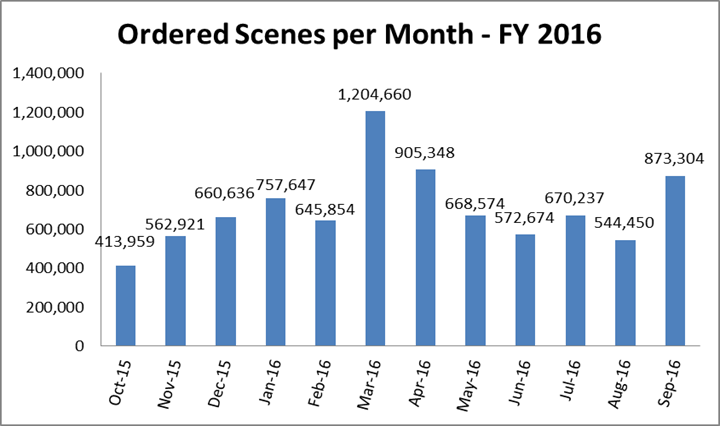 Ordered Scenes per Month - FY 2016
1,400,000
1,200,000
1,000,000
800,000
600,000
400,000
200,000
0
413,959
562,921
660,636
757,647
645,854
1,204,660
905,348
668,574
572,674
670,237
544,450
873,304
Oct-15
Nov-15
Dec-15
Jan-16
Feb-16
Mar-16
Apr-16
May-16
Jun-16
Jul-16
Aug-16
Sep-16